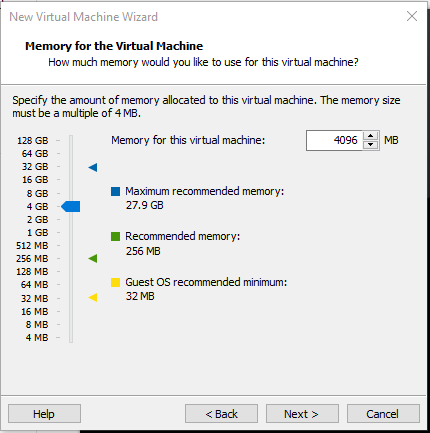 New Virtual Machine Wizard
Memory for the Virtual Machine
How much memory would you like to use for this virtual machine?
Specify the amount of memory allocated to this virtual machine. The memory size
must be a multiple of 4 MB.
128 GB
Memory for this virtual machine: 4096 MB
64 GB
32 GB
16 GB
8 GB
Maximum recommended memory:
4 GB
27.9 GB
2 GB
1 GB
Recommended memory:
512 MB
256 MB
256 MB
128 MB
64 MB
Guest OS recommended minimum:
32 MB
32 MB
16 MB
8 MB
4 MB
Help
< Back
Next >
Cancel